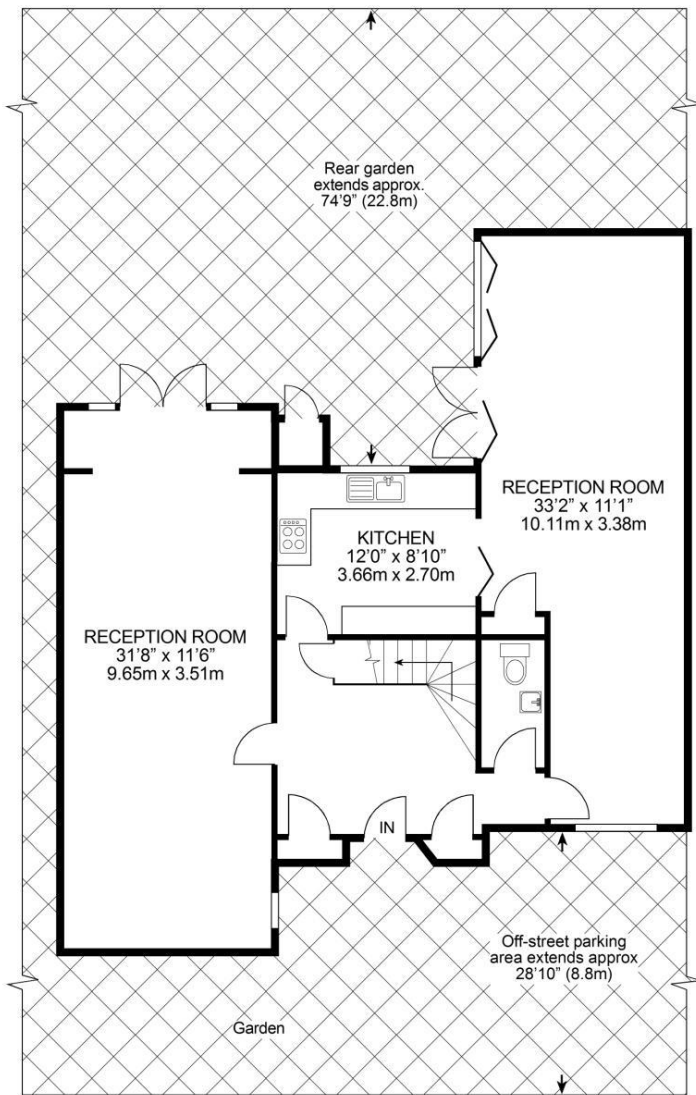 Rear garden
extends approx.
74'9" (22.8m)
RECEPTION ROOM
33'2" x 11'1"
10.11m x 3.38m
KITCHEN
12'0" x 8'10"
3.66m x 2.70m
RECEPTION ROOM
31'8" x 11'6"
9.65m x 3.51m
IN
Off-street parking
area extends approx
28'10" (8.8m)
Garden